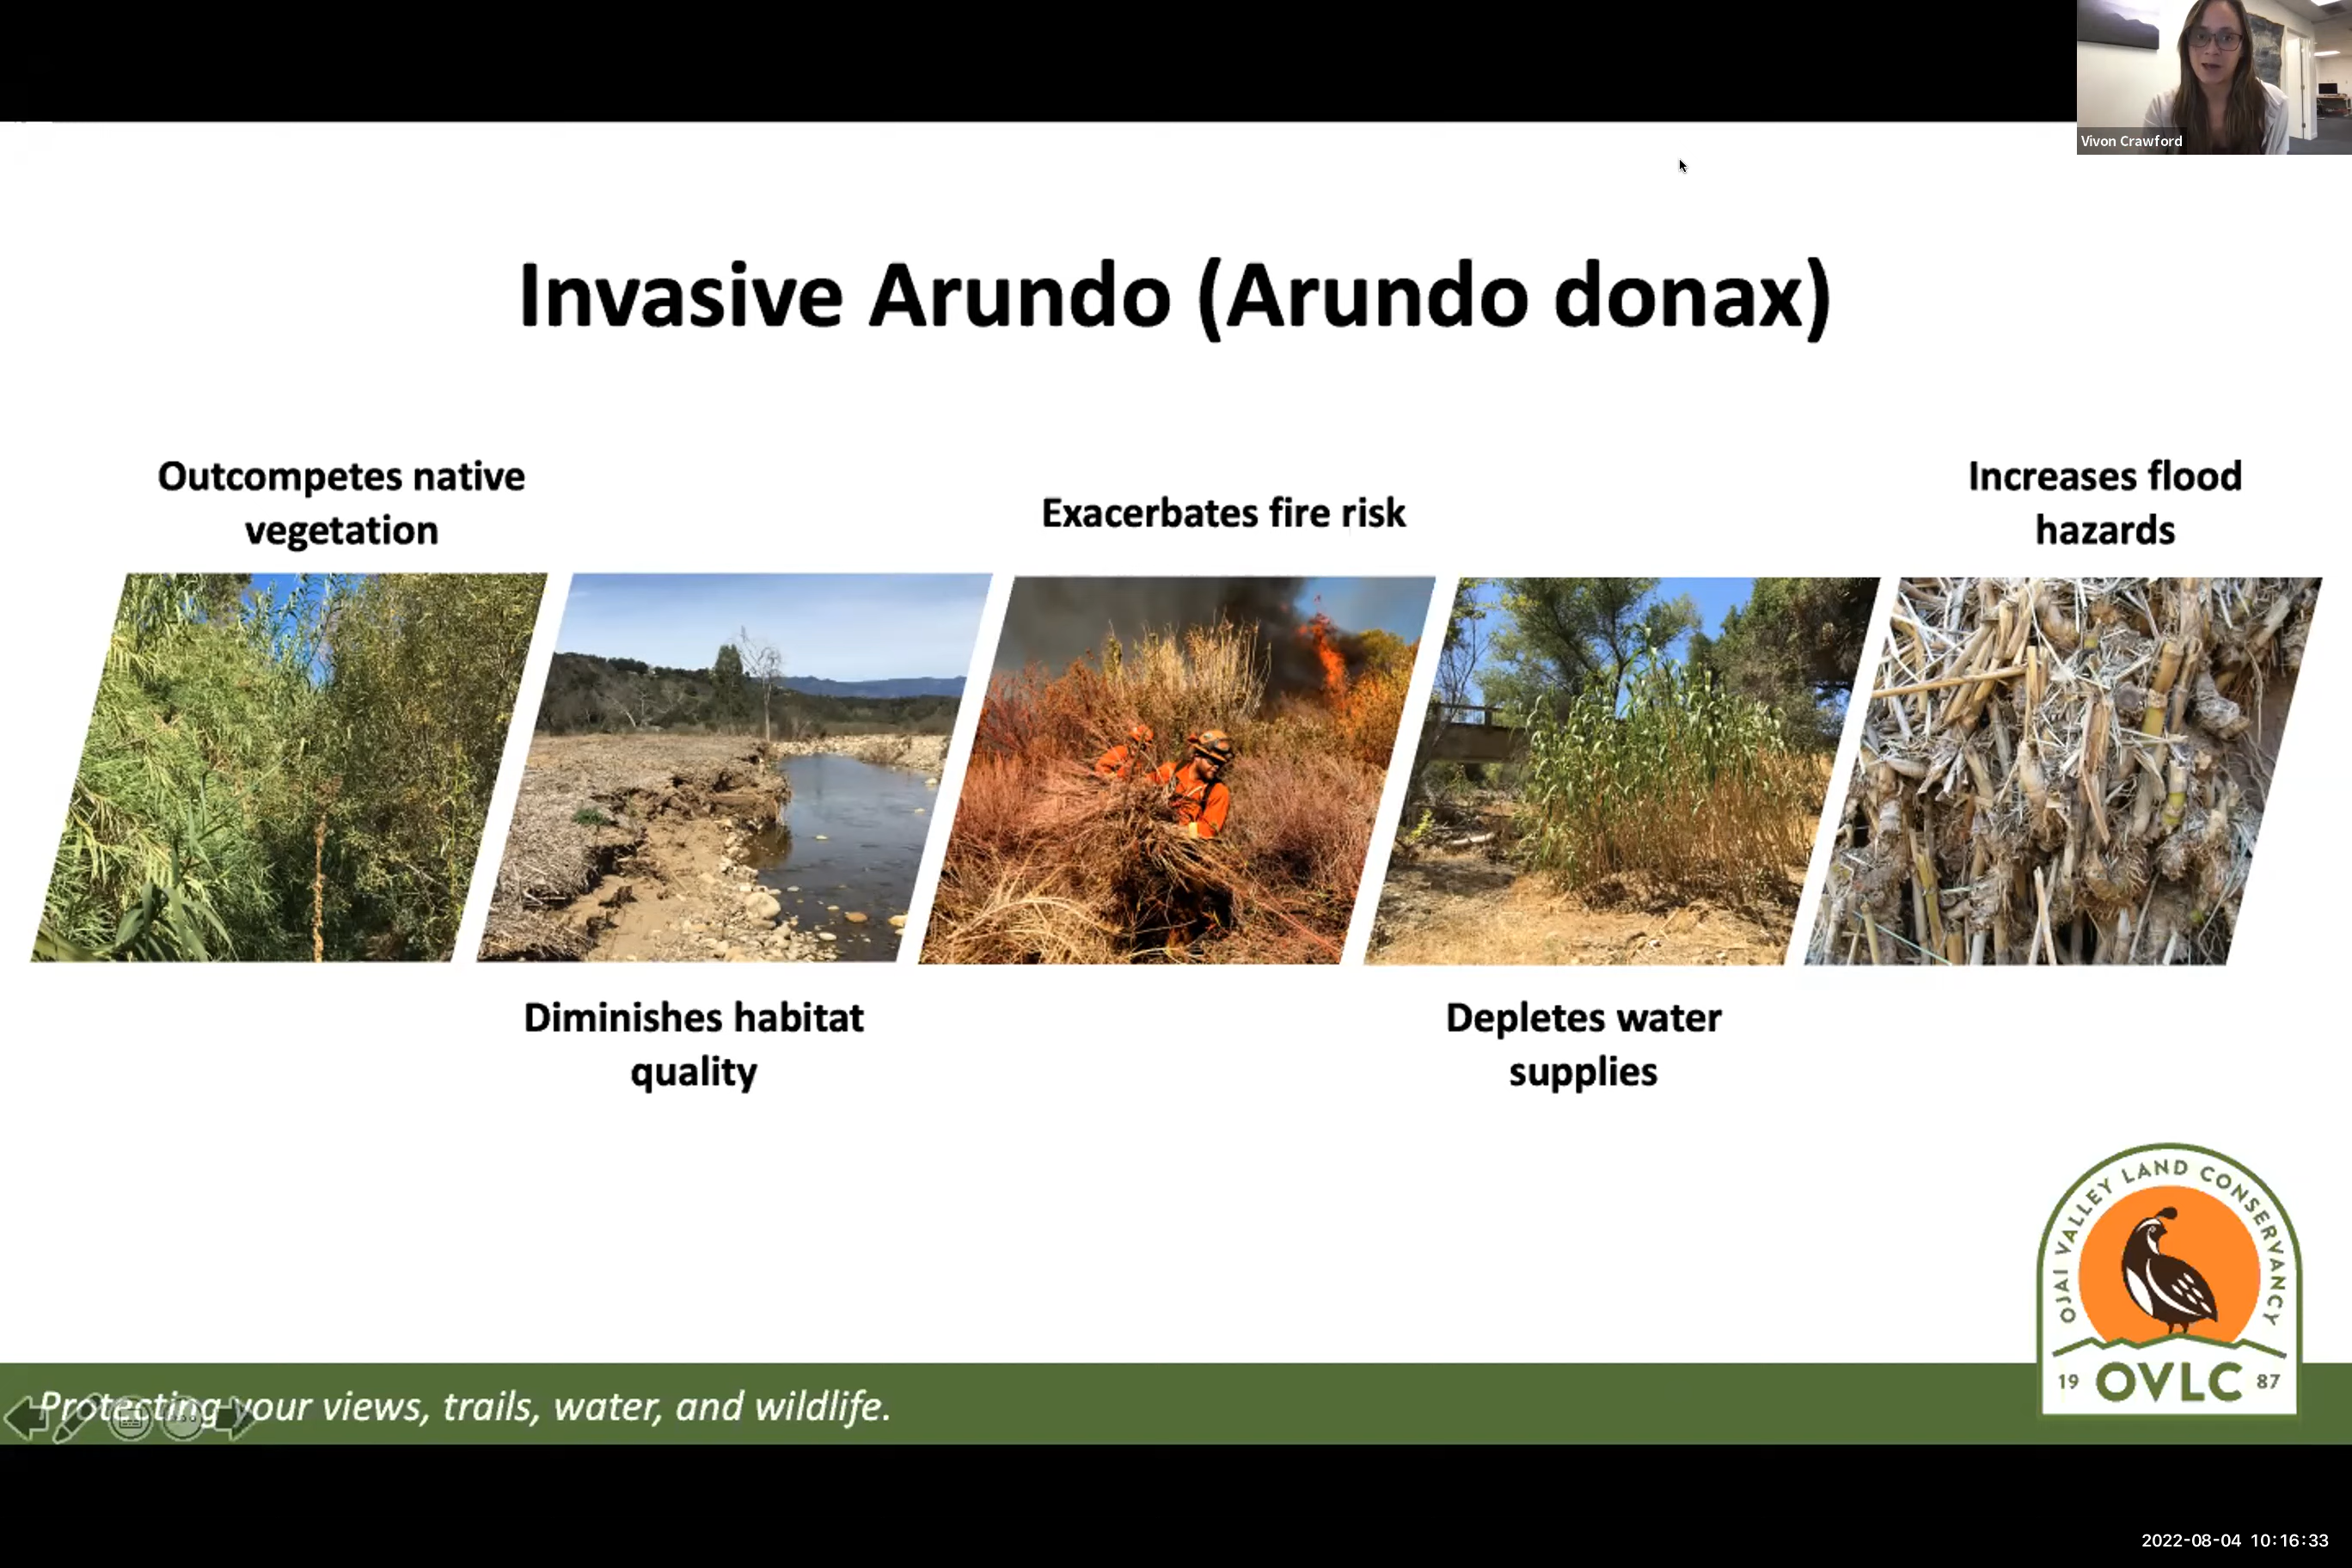 Vivon Crawford
Invasive Arundo (Arundo donax)
Outcompetes native
vegetation
Exacerbates fire risk
Increases flood
hazards
Diminishes habitat
quality
Depletes water
supplies
OJAI VALLEY LAND CONSERVANCY
19 OVLC 87
Protecting your views, trails, water, and wildlife.
2022-08-04 10:16:33